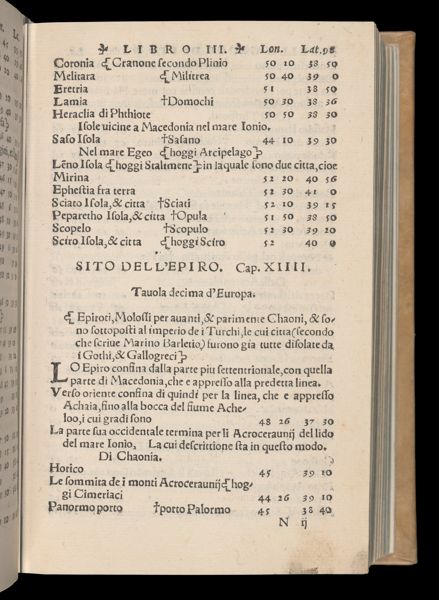 ✤ LIBRO III. ✤ Lon. Lat. 98
Coronia {Cranone secondo Plinio 50 10 38 50
Melitara {Militrea 50 40 39 0
Eretria 51 38 50
Lamia †Domochi 50 30 38 36
Heraclia di Phthiote 50 50 38 30
Isole uicine a Macedonia nel mare Ionio.
Saso Isola †Sasano 44 10 39 30
Nel mare Egeo {hoggi Arcipelago}
Lēno Isola {hoggi Stalimene} in laquale sono due citta, cioe
Mirina 52 20 40 56
Ephestia fra terra 52 30 41 0
Sciato Isola, & citta †Sciati 52 10 39 15
Peparetho Isola, & citta †Opula 51 50 38 50
Scopelo †Scopulo 52 30 39 20
Sciro Isola, & citta {hoggi Sciro 52 40 0
SITO DELL'EPIRO. Cap. XIIII.
Tauola decima d'Europa.
{Epiroti, Molossi per auanti, & parimente Chaoni, & so-
no sottoposti al imperio de i Turchi, le cui citta (secondo
che scriue Marino Barletio) furono gia tutte disolate da
i Gothi, & Gallogreci}
LO Epiro confina dalla parte piu settentrionale, con quella
parte di Macedonia, che e appresso alla predetta linea.
Verso oriente confina di quindi per la linea, che e appresso
Achaia, fino alla bocca del fiume Ache-
loo, i cui gradi sono 48 26 37 30
La parte sua occidentale termina per li Acroceraunij del lido
del mare Ionio, La cui descrittione sta in questo modo.
Di Chaonia.
Horico 45 39 10
Le sommita de i monti Acroceraunij {hog-
gi Cimeriaci 44 26 39 10
Panormo porto †porto Palormo 45 38 40
N ij